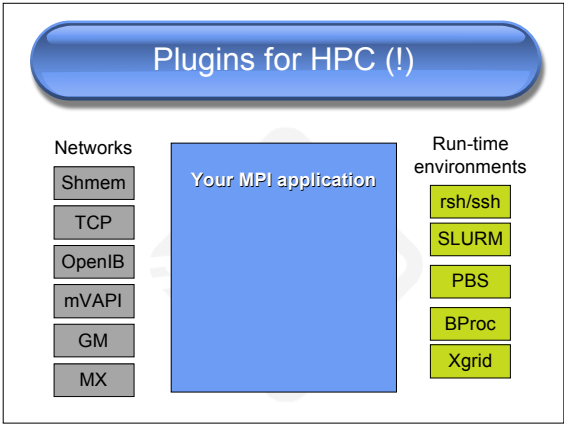 Plugins for HPC (!)
Networks
Shmem
TCP
OpenIB
mVAPI
GM
MX
Your MPI application
Run-time
environments
rsh/ssh
SLURM
PBS
BProc
Xgrid